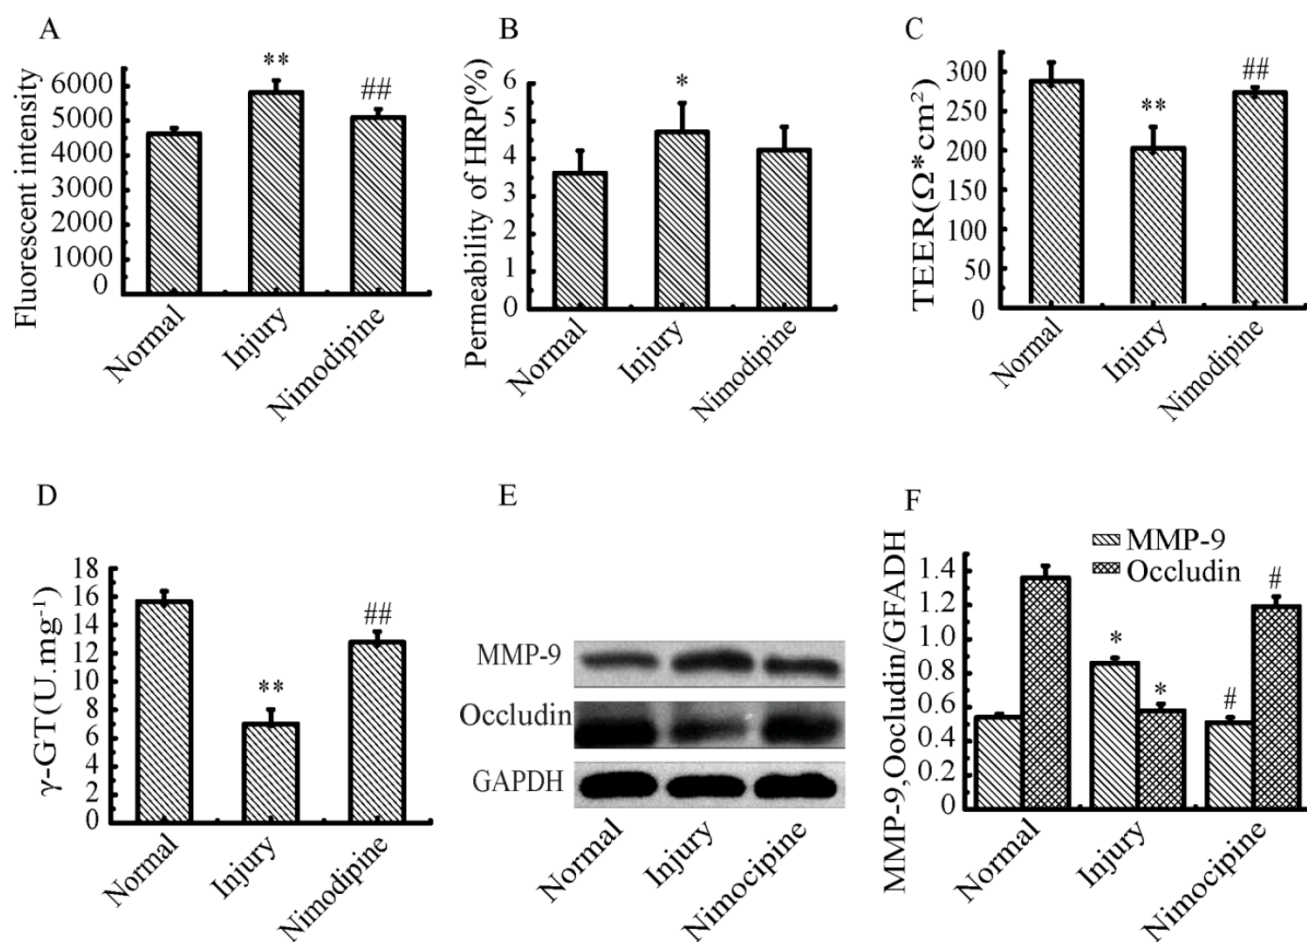 A
Fluorescent intensity
6000
5000
4000
3000
2000
1000
0
**
##
Normal
Injury
Nimodipine
B
Permeability of HRP(%)
6
5
4
3
2
1
0
*
Normal
Injury
Nimodipine
C
TEER(Ω*cm²)
300
250
200
150
100
50
0
**
##
Normal
Injury
Nimodipine
D
γ-GT(U.mg⁻¹)
18
16
14
12
10
8
6
4
2
0
**
##
Normal
Injury
Nimodipine
E
MMP-9
Occludin
GAPDH
Normal
Injury
Nimocipine
F
MMP-9,Oocludin/GFADH
1.4
1.2
1.0
0.8
0.6
0.4
0.2
0
MMP-9
Occludin
*
*
#
#
Normal
Injury
Nimocipine